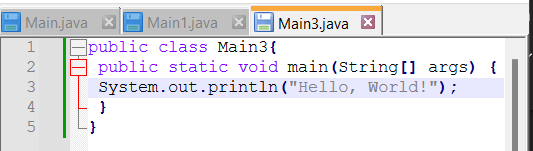 Main.java Main1.java Main3.java
1 public class Main3{
2 public static void main(String[] args) {
3 System.out.println("Hello, World!");
4 }
5 }